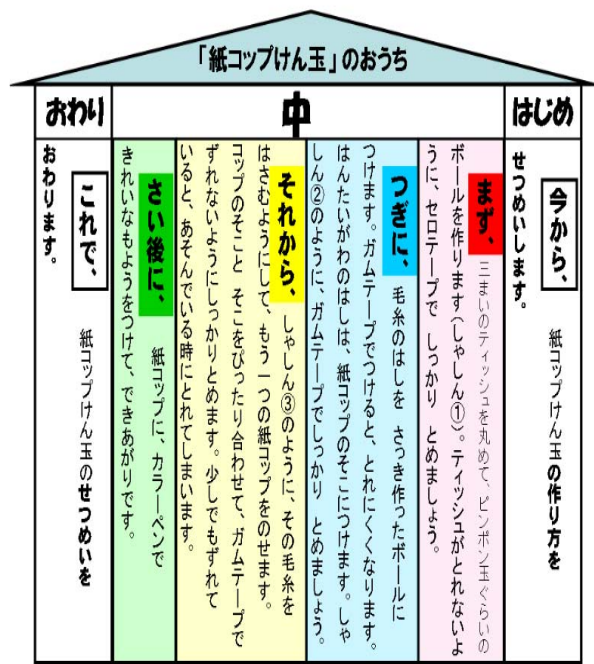 「紙コップけん玉」のおうち
はじめ
今から、 紙コップけん玉の作り方を
せつめいします。
中
まず、 三まいのティッシュを丸めて、ピンポン玉ぐらいの
ボールを作ります(しゃしん①)。ティッシュがとれないよ
うに、セロテープで しっかり とめましょう。
つぎに、 毛糸のはしを さっき作ったボールに
つけます。ガムテープでつけると、とれにくくなります。
はんたいがわのはしは、紙コップのそこにつけます。しゃ
しん②のように、ガムテープでしっかり とめましょう。
それから、 しゃしん③のように、その毛糸を
はさむようにして、もう一つの紙コップをのせます。
コップのそこと そこをぴったり合わせて、ガムテープで
ずれないようにしっかりとめます。少しでもずれて
いると、あそんでいる時にとれてしまいます。
さい後に、 紙コップに、カラーペンで
きれいなもようをつけて、できあがりです。
おわり
これで、 紙コップけん玉のせつめいを
おわります。